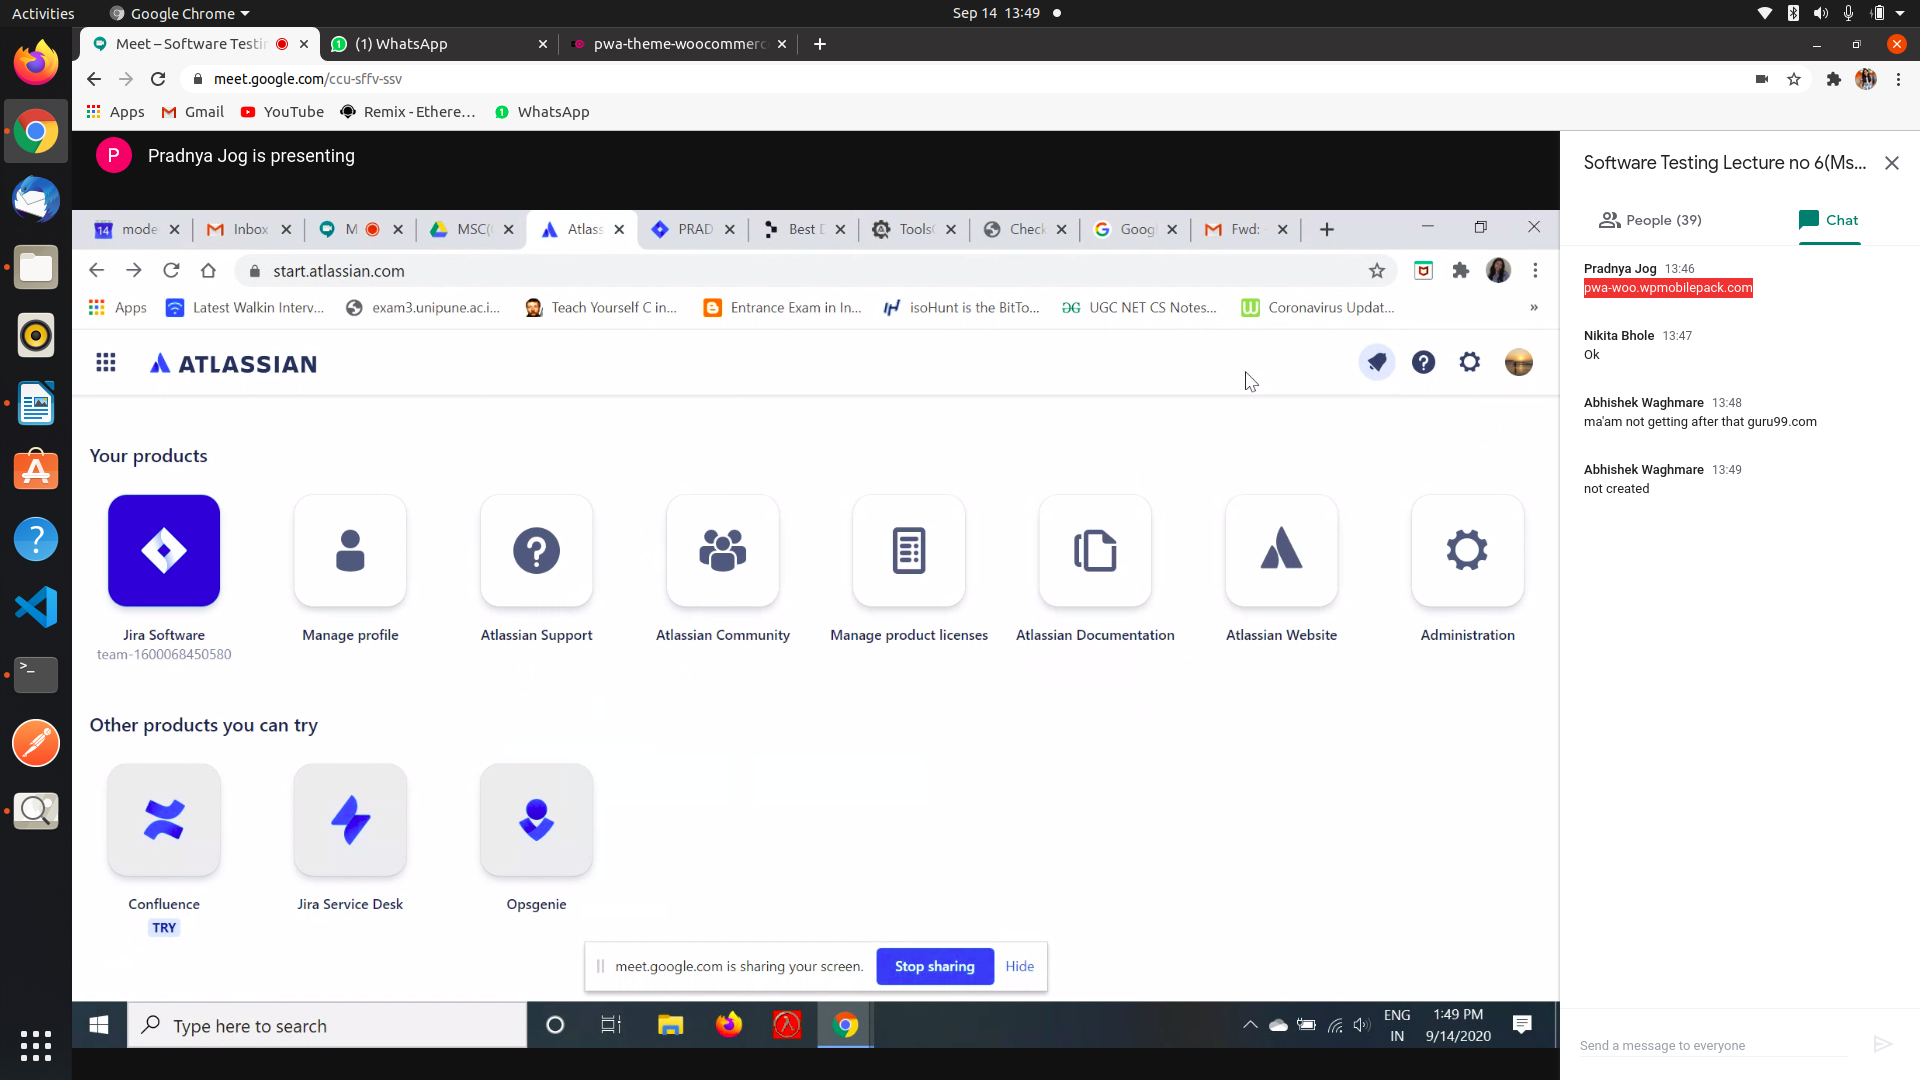 Activities
Google Chrome
Sep 14 13:49
Meet – Software Testin
(1) WhatsApp
pwa-theme-woocommerc
meet.google.com/ccu-sffv-ssv
Apps
Gmail
YouTube
Remix - Ethere…
1
WhatsApp
P
Pradnya Jog is presenting
14
mode
Inbox
M
MSC(
Atlass
PRAD
Best D
Tools
Check
Goog
Fwd:
start.atlassian.com
Apps
Latest Walkin Interv...
exam3.unipune.ac.i...
Teach Yourself C in...
Entrance Exam in In...
isoHunt is the BitTo...
UGC NET CS Notes...
Coronavirus Updat...
»
ATLASSIAN
Your products
Jira Software
team-1600068450580
Manage profile
Atlassian Support
Atlassian Community
Manage product licenses
Atlassian Documentation
Atlassian Website
Administration
Other products you can try
Confluence
TRY
Jira Service Desk
Opsgenie
meet.google.com is sharing your screen.
Stop sharing
Hide
Type here to search
ENG
IN
1:49 PM
9/14/2020
Software Testing Lecture no 6(Ms...
People (39)
Chat
Pradnya Jog 13:46
pwa-woo.wpmobilepack.com
Nikita Bhole 13:47
Ok
Abhishek Waghmare 13:48
ma'am not getting after that guru99.com
Abhishek Waghmare 13:49
not created
Send a message to everyone